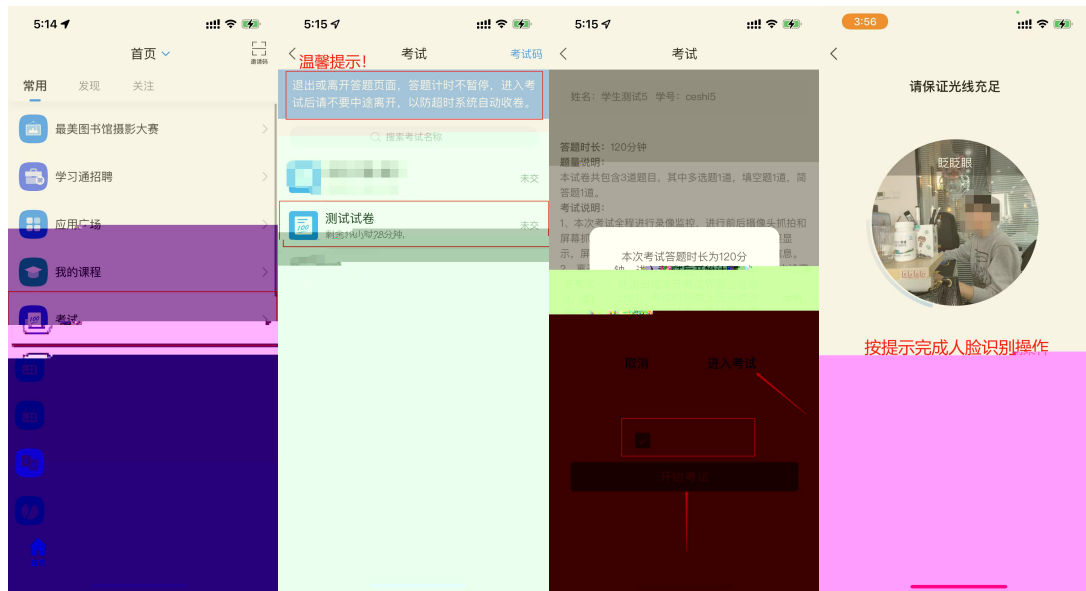 5:14
首页
邀请码
常用 发现 关注
最美图书馆摄影大赛
学习通招聘
应用广场
我的课程
考试
5:15
温馨提示!
考试
考试码
退出或离开答题页面，答题计时不暂停，进入考
试后请不要中途离开，以防超时系统自动收卷。
搜索考试名称
未交
测试试卷
未交
5:15
考试
姓名：学生测试5 学号：ceshi5
答题时长：120分钟
题量说明：
本试卷共包含3道题目，其中多选题1道，填空题1道，简
答题1道。
考试说明：
1、本次考试全程进行录像监控，进行前后摄像头抓拍和
屏幕抓
本次考试答题时长为120分
取消
进入考试
开始考试
3:56
请保证光线充足
眨眨眼
按提示完成人脸识别操作